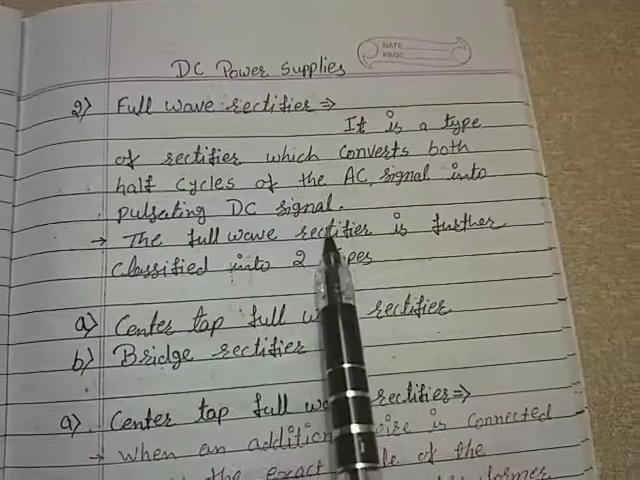 DATE
PAGE
DC Power Supplies
2) Full wave rectifier ⇒
It is a type
of rectifier which converts both
half cycles of the AC signal into
pulsating DC signal.
→ The full wave rectifier is further
classified into 2
a) Center tap full rectifier
b) Bridge rectifier
a) Center tap full rectifier ⇒
→ When an is connected
the exact of the